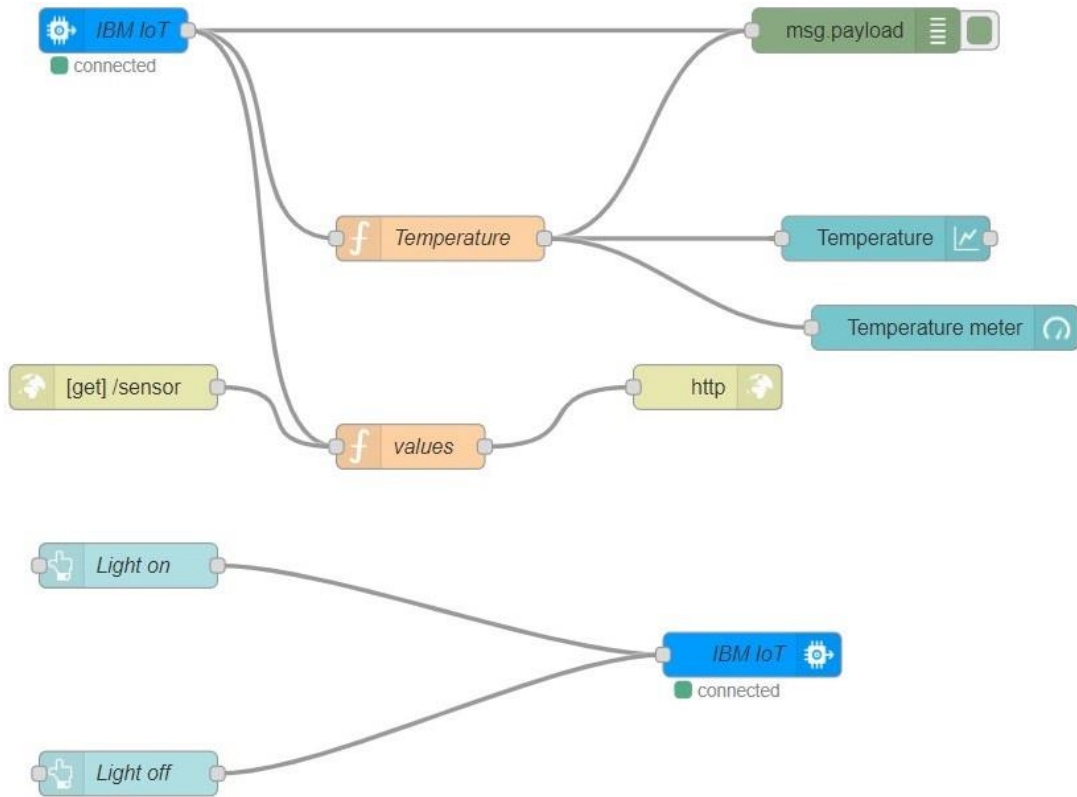 IBM IoT
connected
msg.payload
Temperature
Temperature
Temperature meter
[get] /sensor
http
values
Light on
IBM IoT
connected
Light off